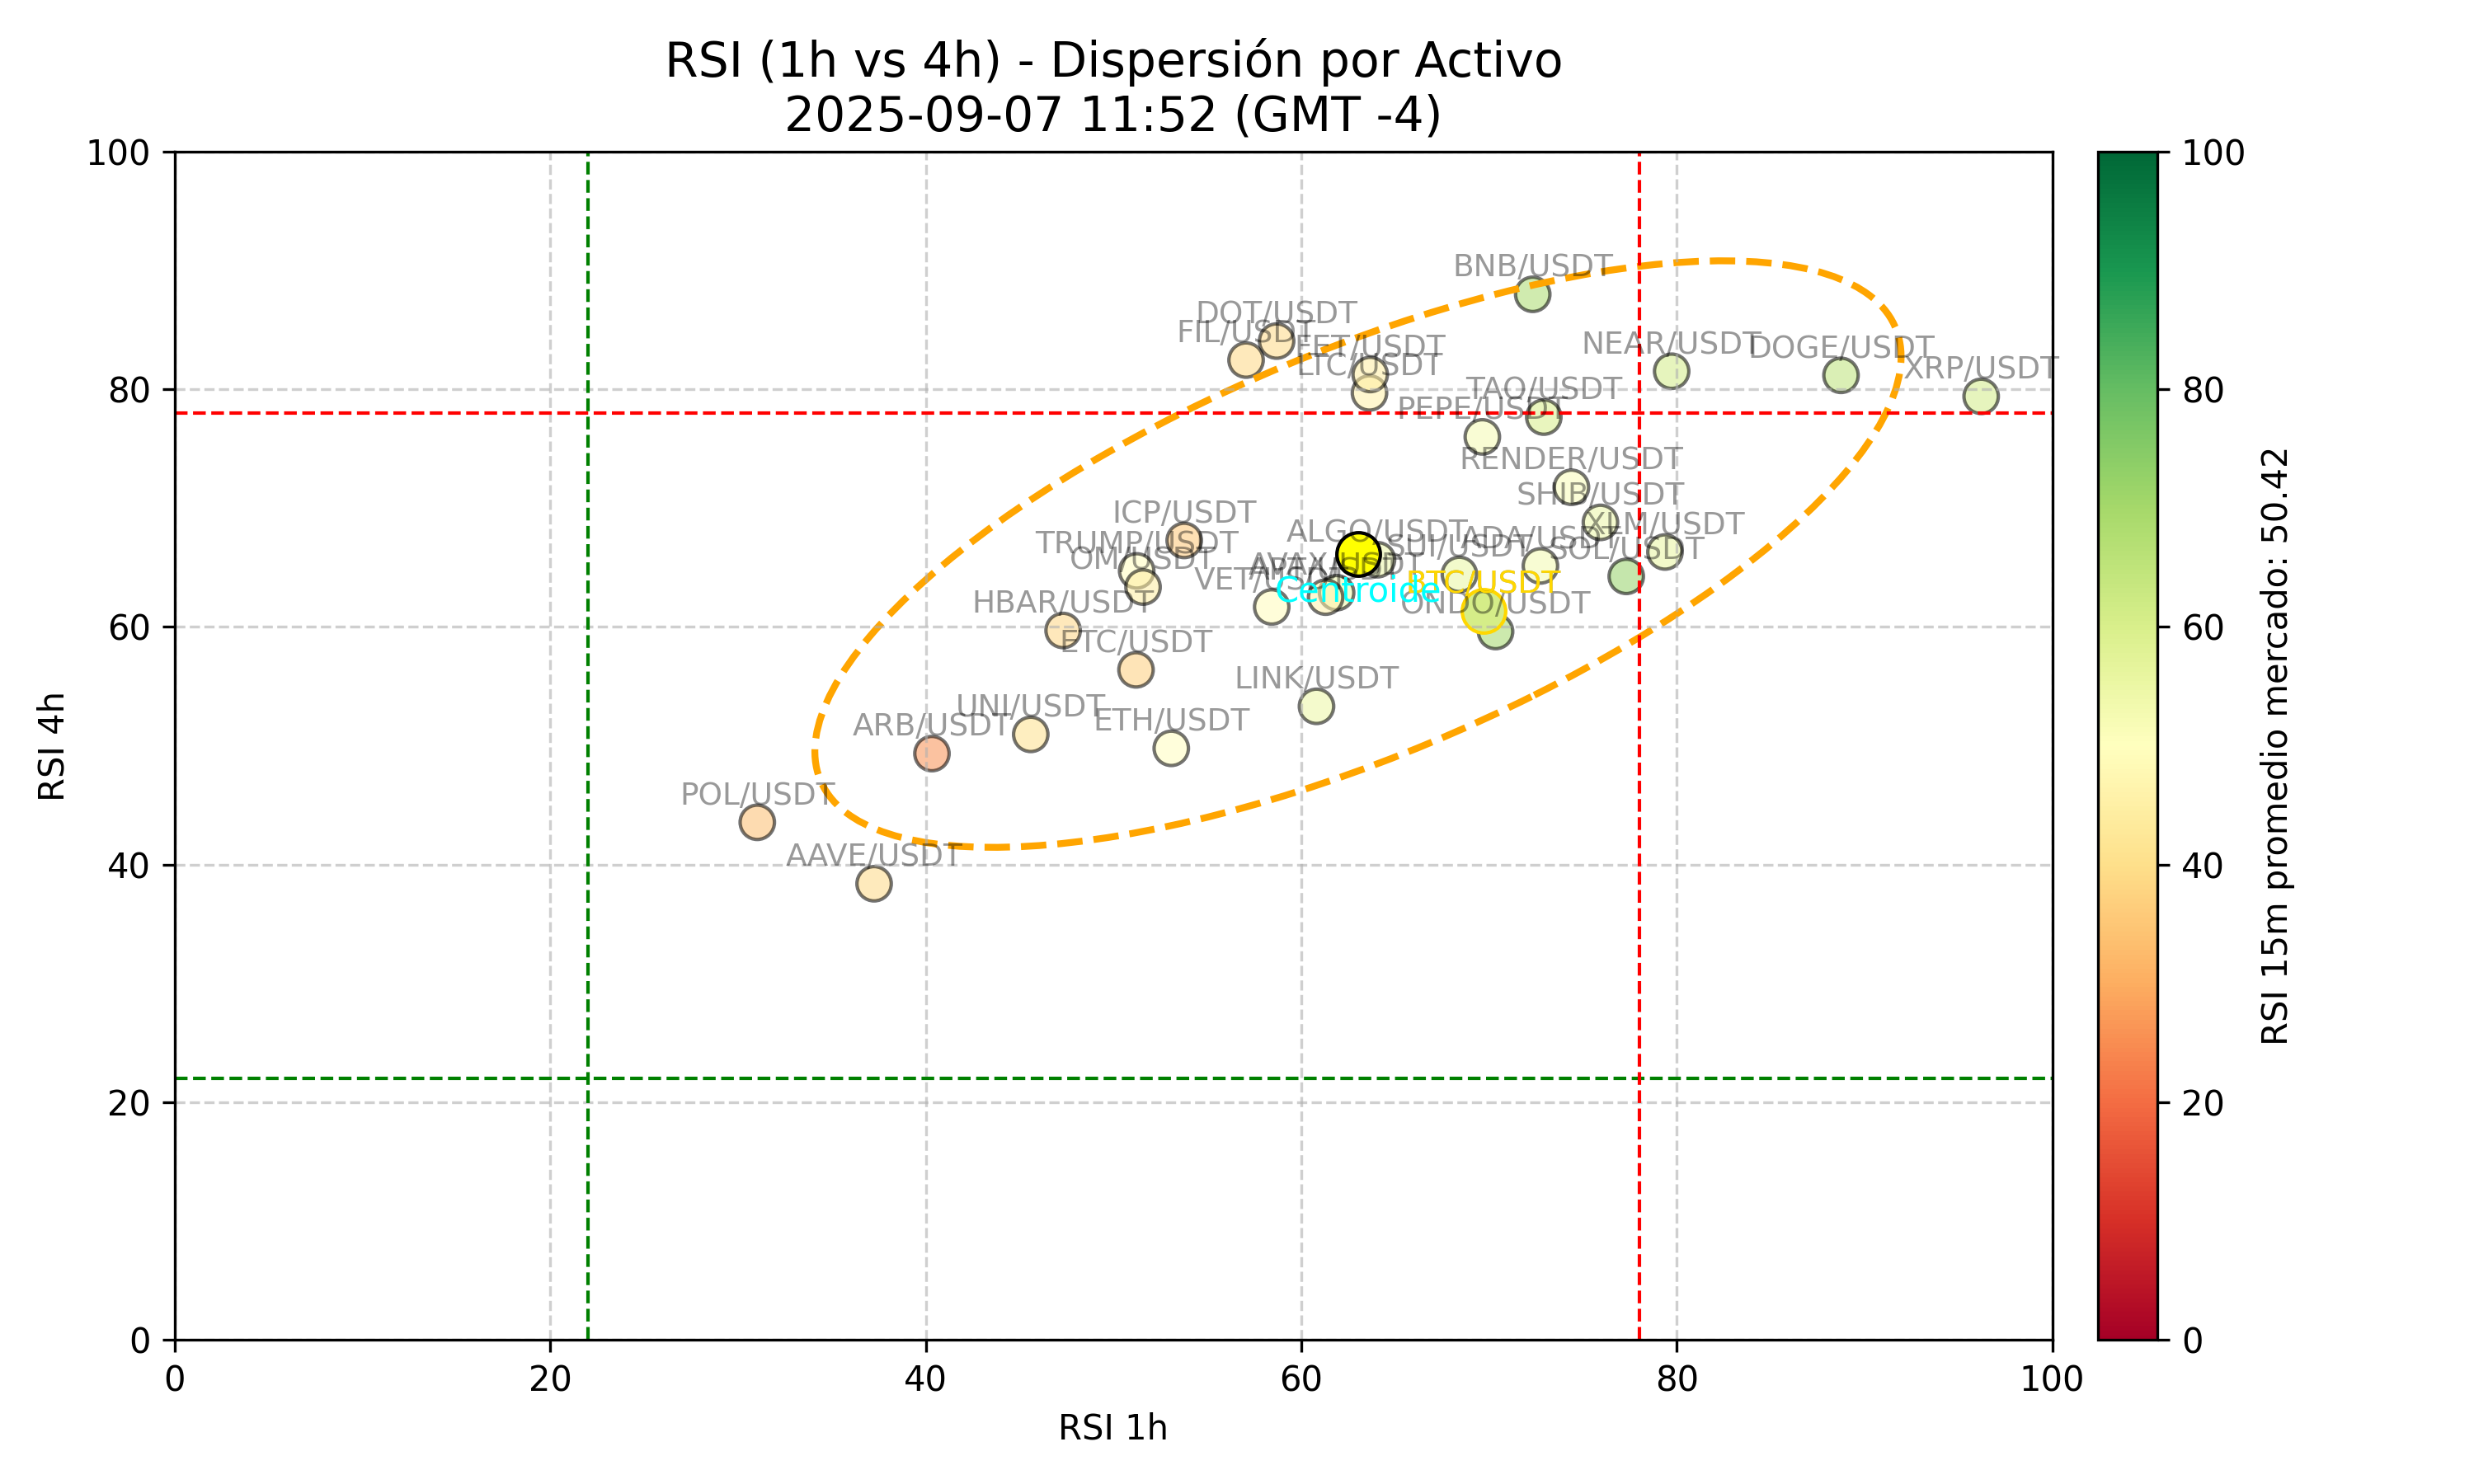 RSI (1h vs 4h) - Dispersión por Activo
2025-09-07 11:52 (GMT -4)
100
80
60
40
20
0
RSI 4h
BNB/USDT
DOT/USDT
FIL/USDT
FET/USDT
LTC/USDT
NEAR/USDT
DOGE/USDT
XRP/USDT
TAO/USDT
PEPE/USDT
RENDER/USDT
SHIB/USDT
ICP/USDT
ALGO/USDT
ADA/USDT
XLM/USDT
TRUMP/USDT
OM/USDT
SUI/USDT
SOL/USDT
AVAX/USDT
VET/USDT
Centroide
BTC/USDT
HBAR/USDT
ONDO/USDT
ETC/USDT
LINK/USDT
UNI/USDT
ARB/USDT
ETH/USDT
POL/USDT
AAVE/USDT
0
20
40
60
80
100
RSI 1h
100
80
60
40
20
0
RSI 15m promedio mercado: 50.42